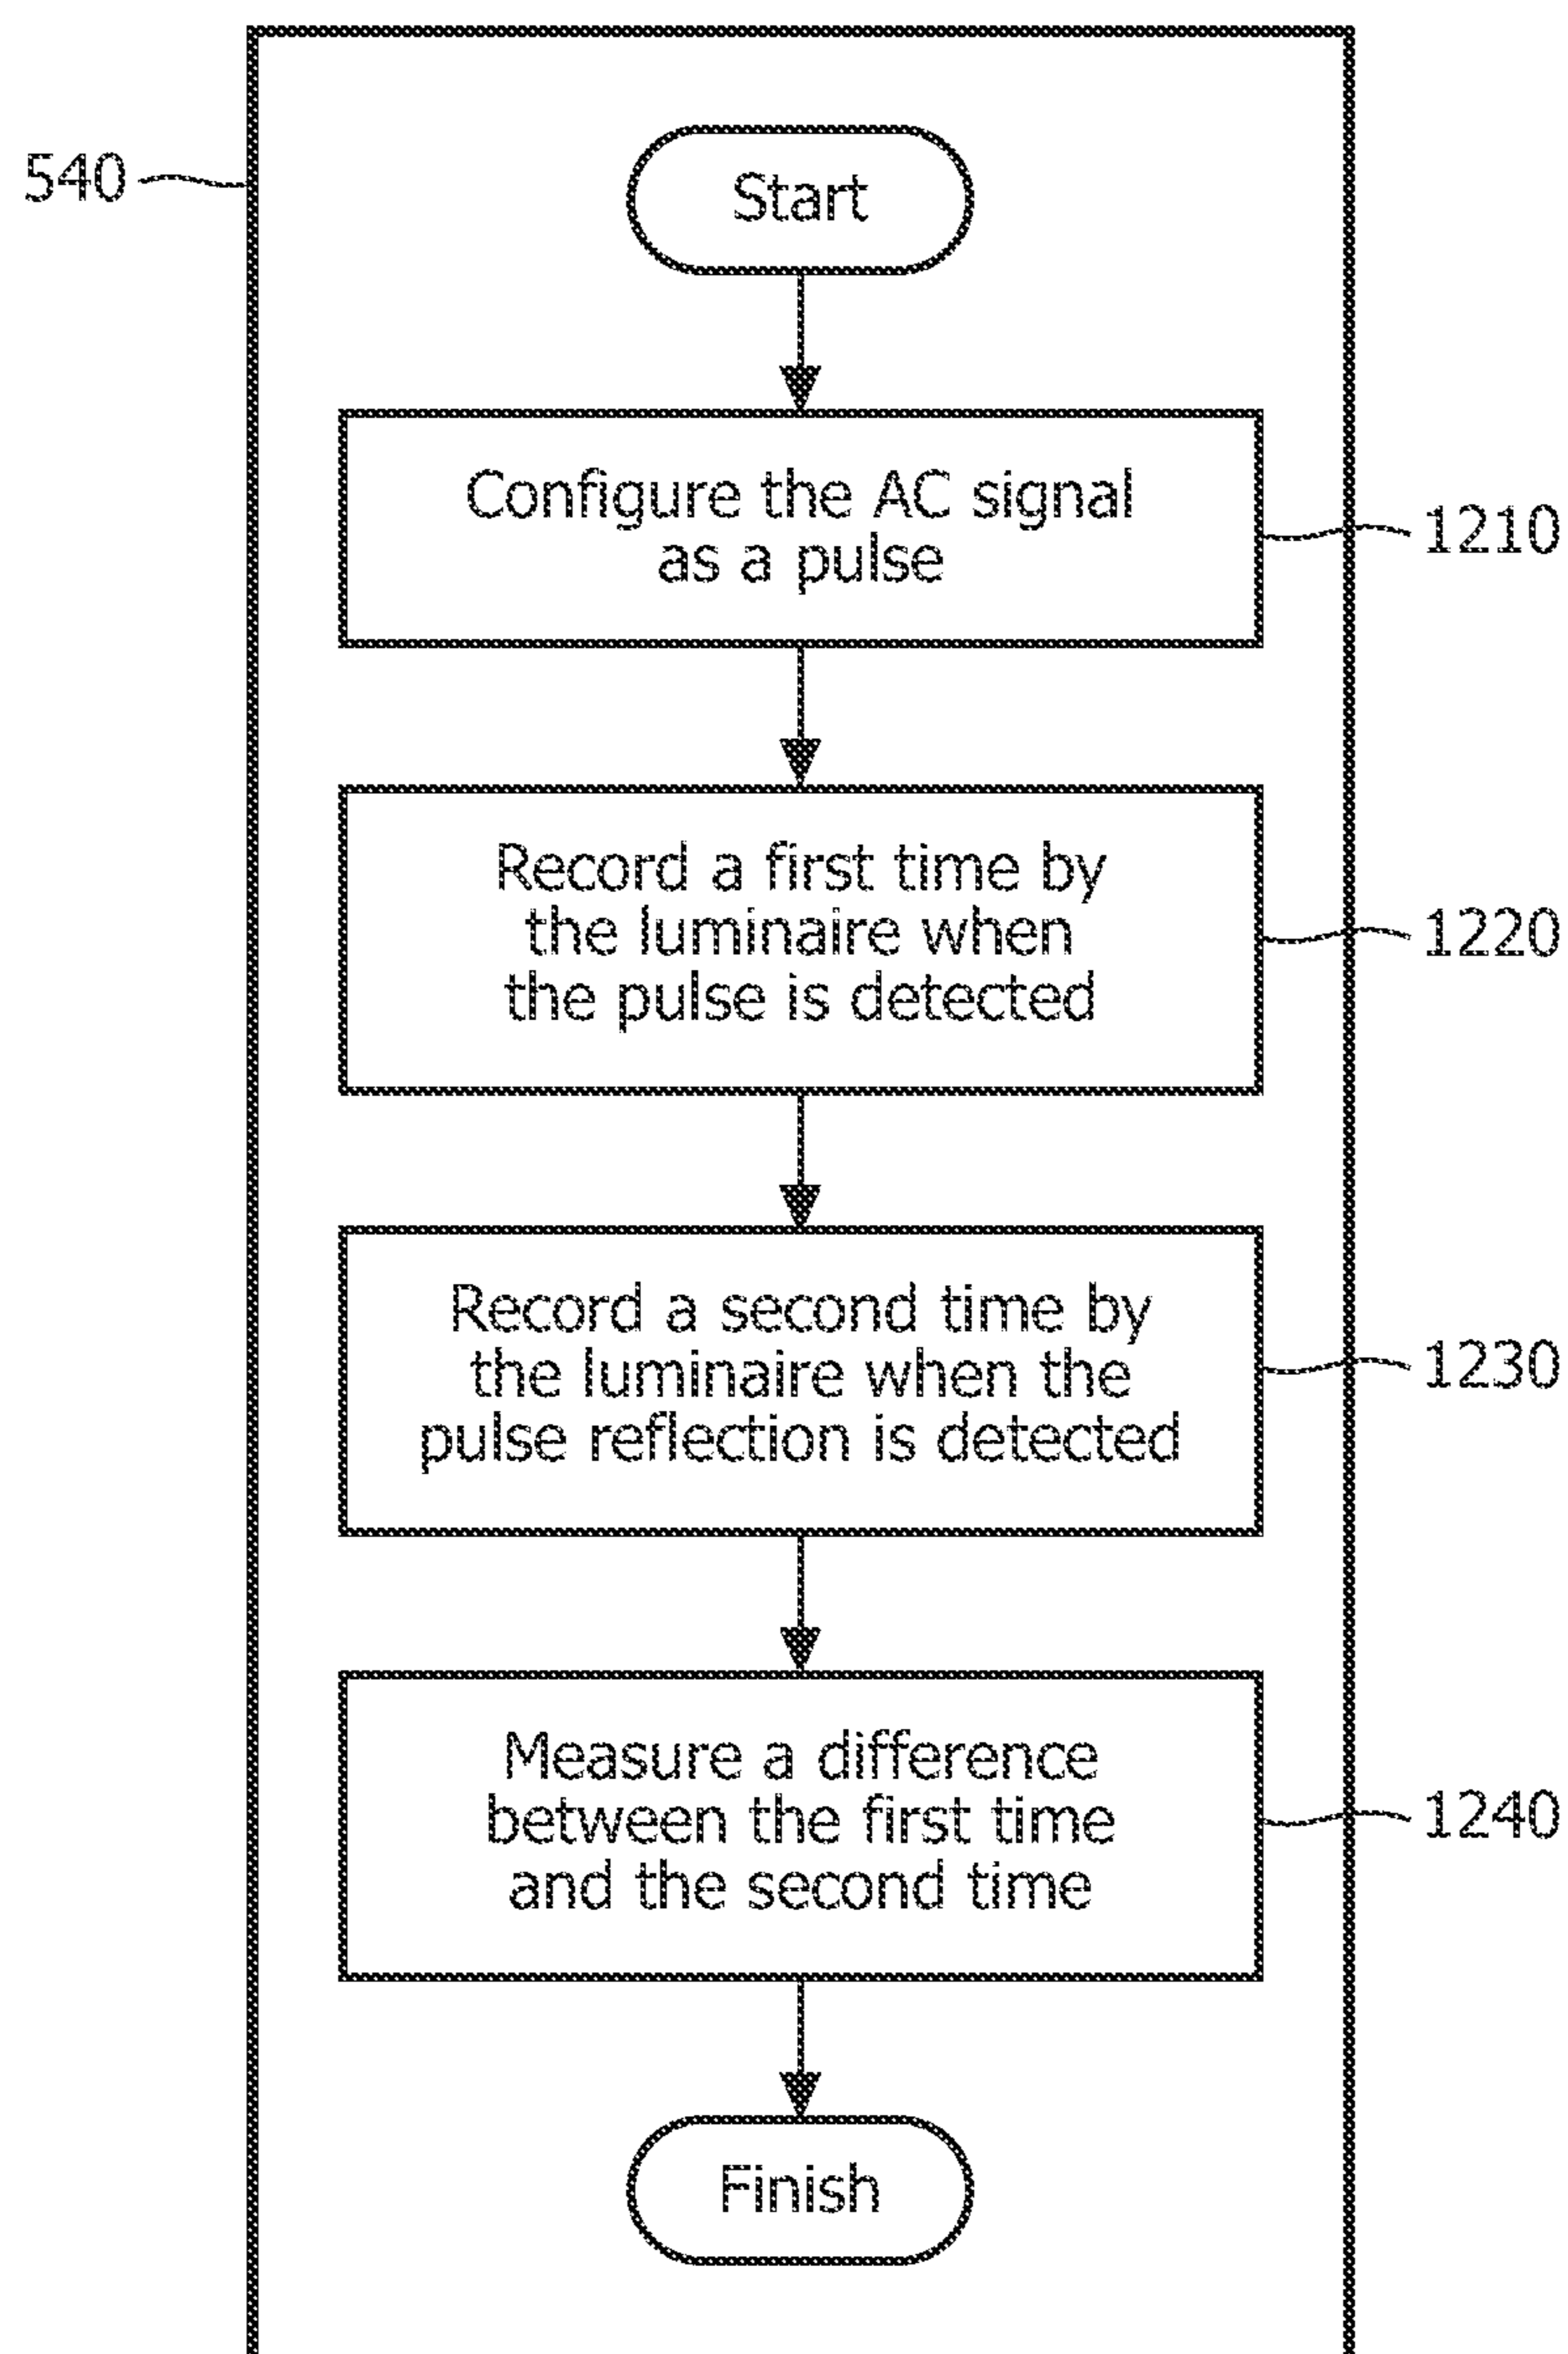 540
Start
Configure the AC signal
as a pulse
1210
Record a first time by
the luminaire when
the pulse is detected
1220
Record a second time by
the luminaire when the
pulse reflection is detected
1230
Measure a difference
between the first time
and the second time
1240
Finish